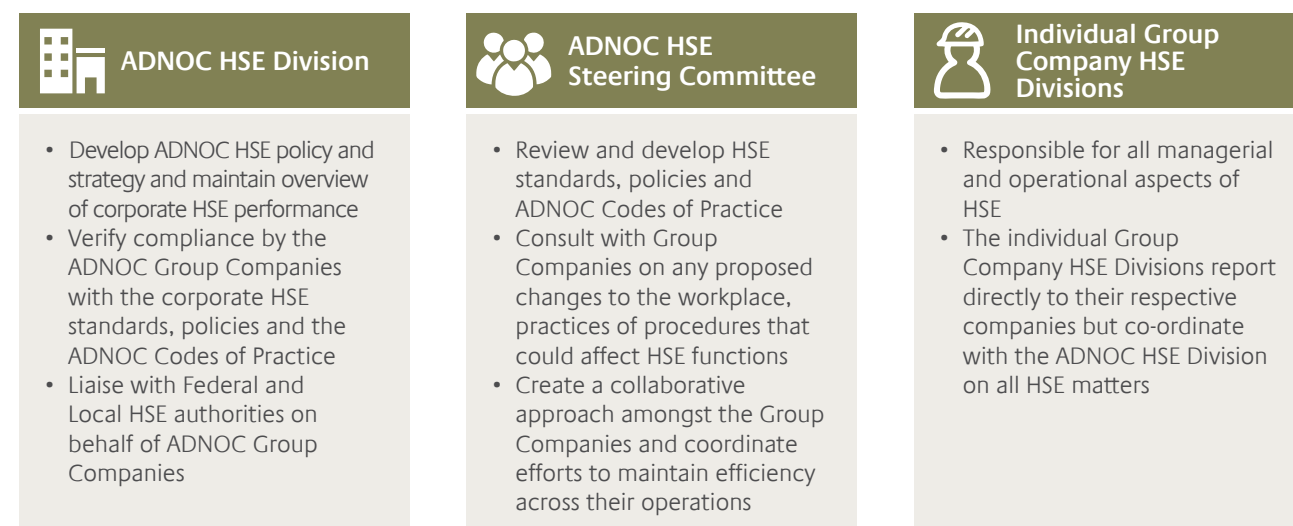 ADNOC HSE Division
• Develop ADNOC HSE policy and
strategy and maintain overview
of corporate HSE performance
• Verify compliance by the
ADNOC Group Companies
with the corporate HSE
standards, policies and the
ADNOC Codes of Practice
• Liaise with Federal and
Local HSE authorities on
behalf of ADNOC Group
Companies
ADNOC HSE
Steering Committee
• Review and develop HSE
standards, policies and
ADNOC Codes of Practice
• Consult with Group
Companies on any proposed
changes to the workplace,
practices of procedures that
could affect HSE functions
• Create a collaborative
approach amongst the Group
Companies and coordinate
efforts to maintain efficiency
across their operations
Individual Group
Company HSE
Divisions
• Responsible for all managerial
and operational aspects of
HSE
• The individual Group
Company HSE Divisions report
directly to their respective
companies but co-ordinate
with the ADNOC HSE Division
on all HSE matters